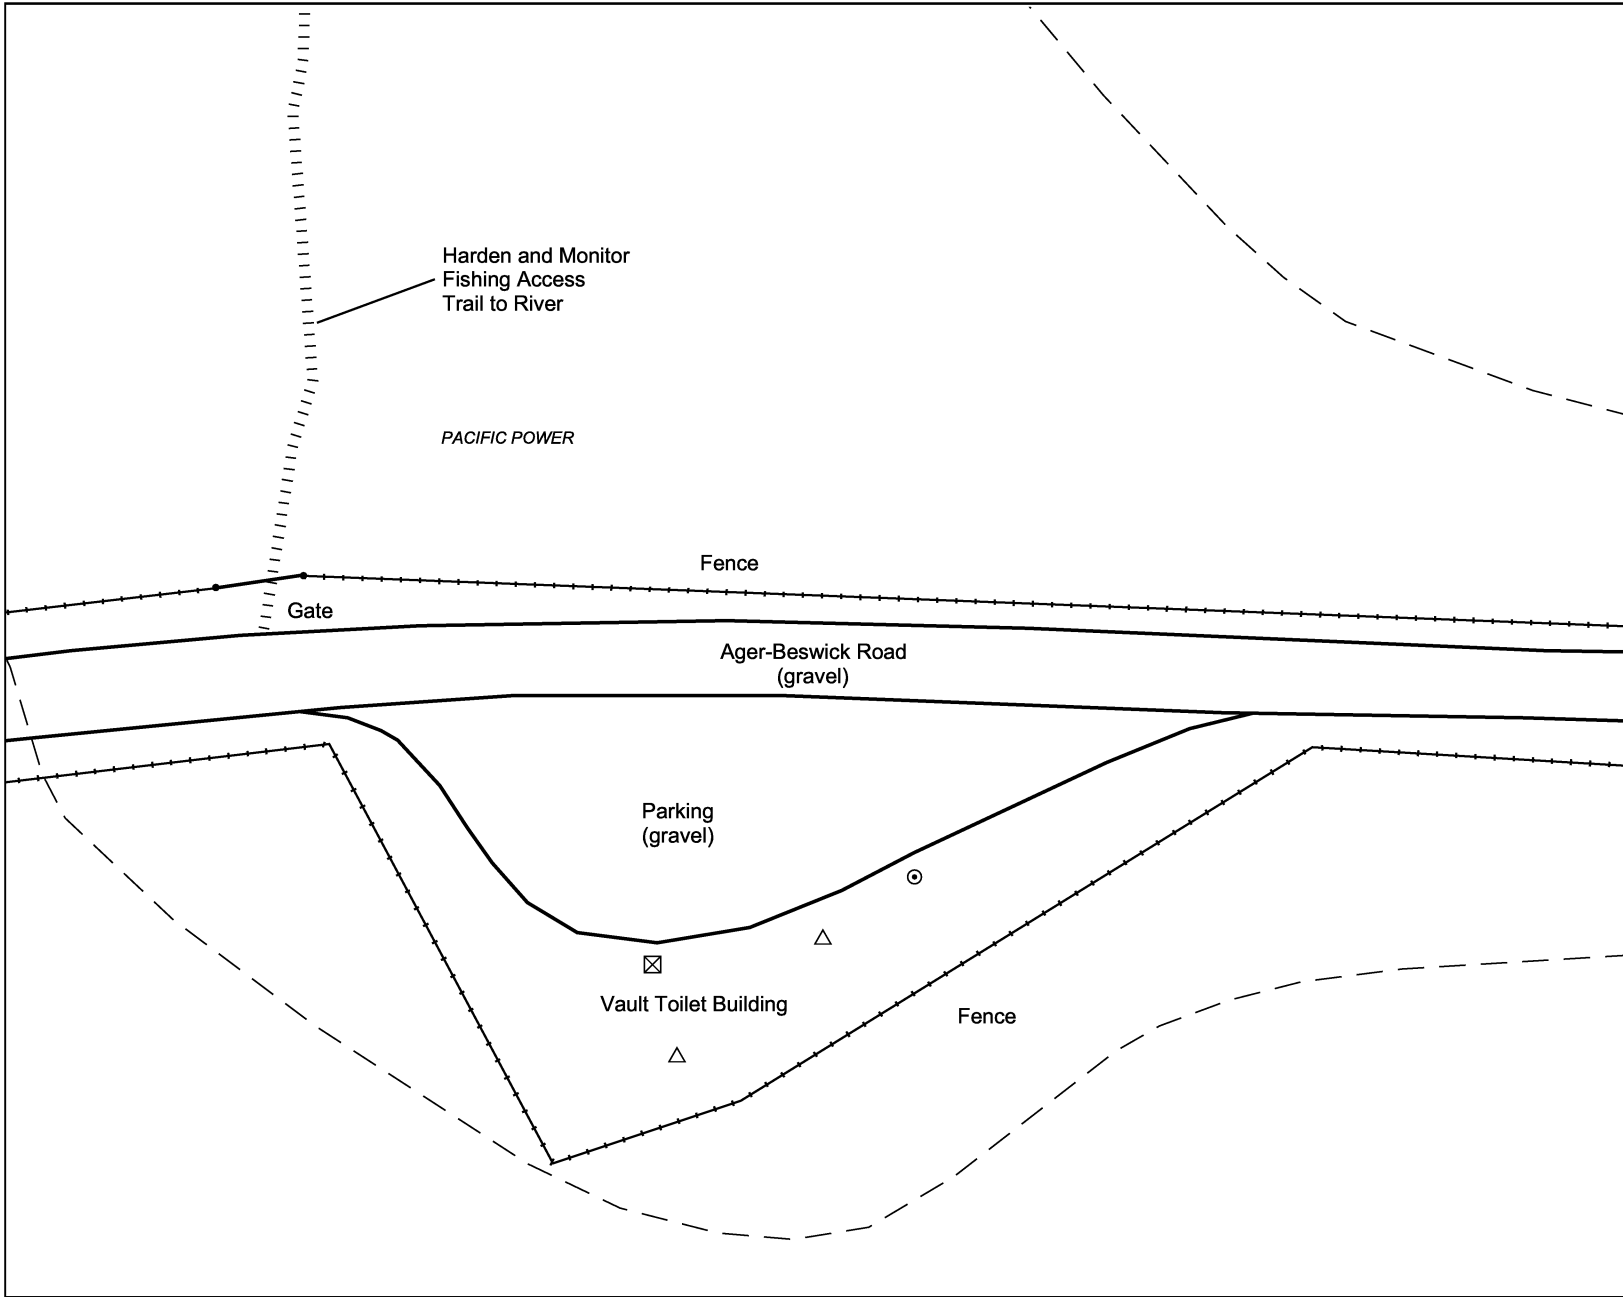 Harden and Monitor
Fishing Access
Trail to River
PACIFIC POWER
Fence
Gate
Ager-Beswick Road
(gravel)
Parking
(gravel)
Vault Toilet Building
Fence